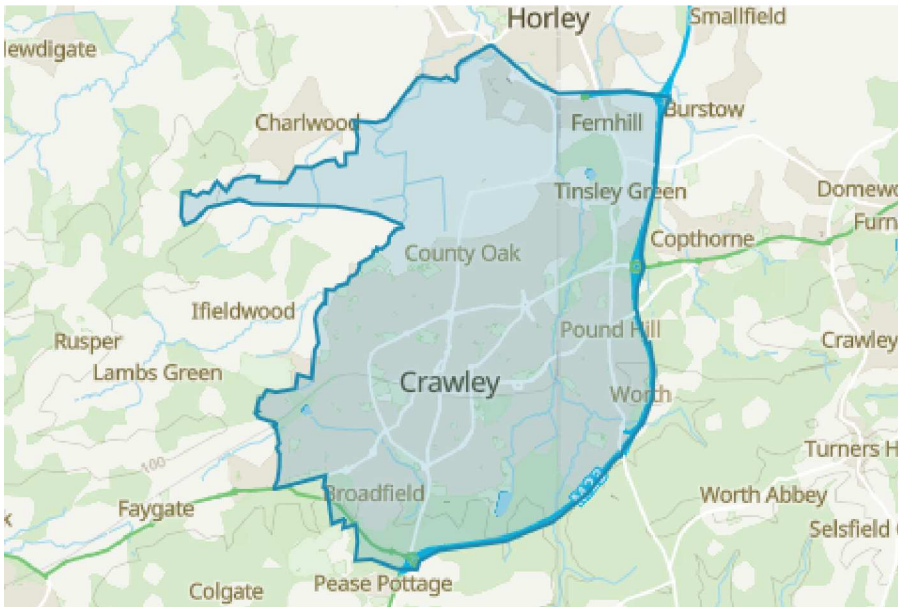 Horley
Smallfield
lewdigate
Charlwood
Fernhill
Burstow
Tinsley Green
Domewo
Furn
County Oak
Copthorne
Ifieldwood
Pound Hill
Rusper
Crawley
Lambs Green
Crawley
Worth
100
Turners H
Broadfield
M23
Worth Abbey
Faygate
k
Selsfield
Colgate
Pease Pottage